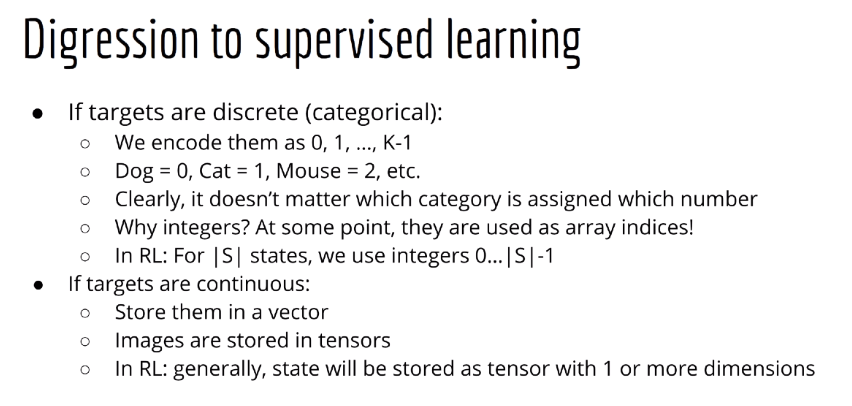 Digression to supervised learning
● If targets are discrete (categorical):
○ We encode them as 0, 1, ..., K-1
○ Dog = 0, Cat = 1, Mouse = 2, etc.
○ Clearly, it doesn't matter which category is assigned which number
○ Why integers? At some point, they are used as array indices!
○ In RL: For |S| states, we use integers 0...|S|-1
● If targets are continuous:
○ Store them in a vector
○ Images are stored in tensors
○ In RL: generally, state will be stored as tensor with 1 or more dimensions